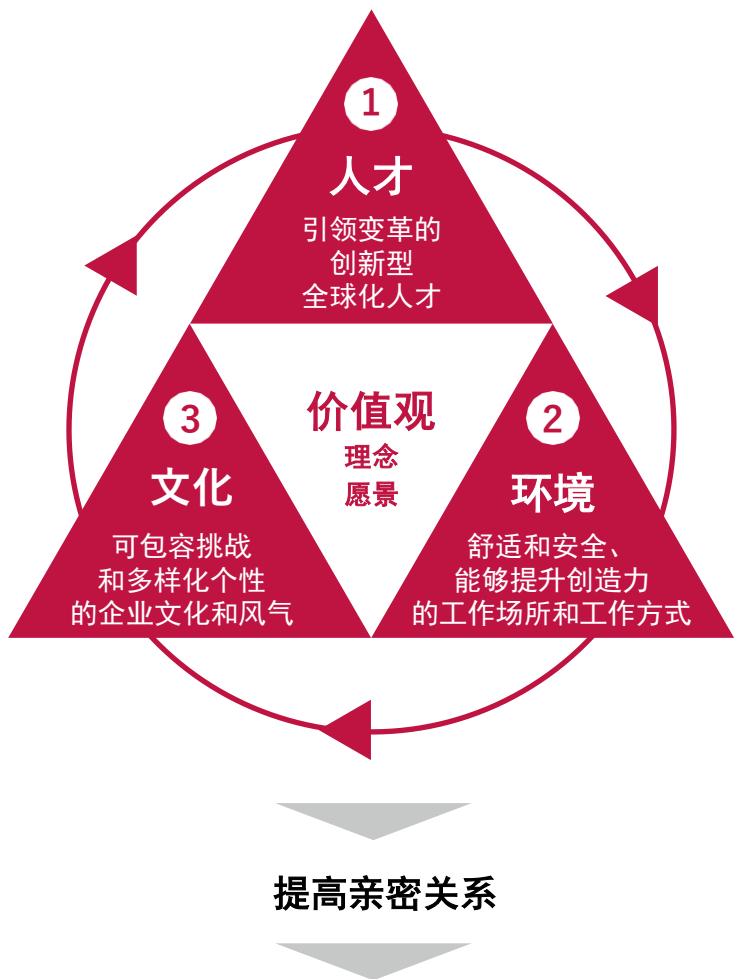 1
人才
引领变革的
创新型
全球化人才
价值观
理念
愿景
2
环境
舒适和安全、
能够提升创造力
的工作场所和工作方式
3
文化
可包容挑战
和多样化个性
的企业文化和风气
提高亲密关系